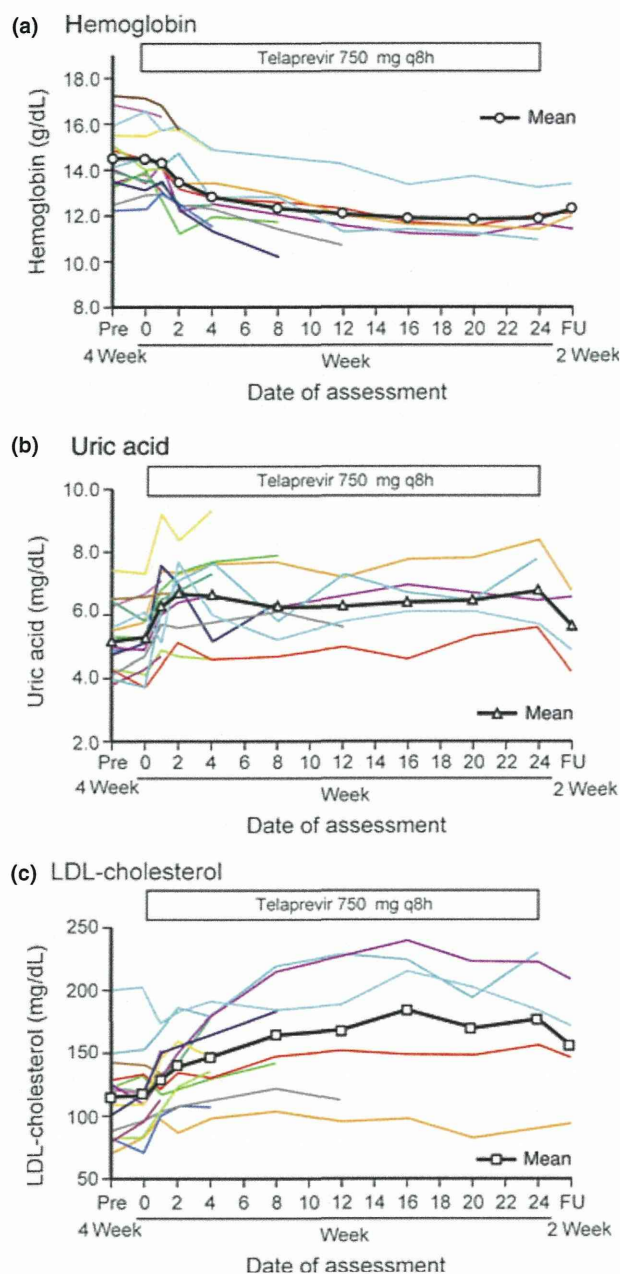 (a) Hemoglobin
Telaprevir 750 mg q8h
18.0
16.0
14.0
12.0
10.0
8.0
Hemoglobin (g/dL)
Mean
Pre 0 2 4 6 8 10 12 14 16 18 20 22 24 FU
4 Week Week 2 Week
Date of assessment
(b) Uric acid
Telaprevir 750 mg q8h
10.0
8.0
6.0
4.0
2.0
Uric acid (mg/dL)
Mean
Pre 0 2 4 6 8 10 12 14 16 18 20 22 24 FU
4 Week Week 2 Week
Date of assessment
(c) LDL-cholesterol
Telaprevir 750 mg q8h
250
200
150
100
50
LDL-cholesterol (mg/dL)
Mean
Pre 0 2 4 6 8 10 12 14 16 18 20 22 24 FU
4 Week Week 2 Week
Date of assessment